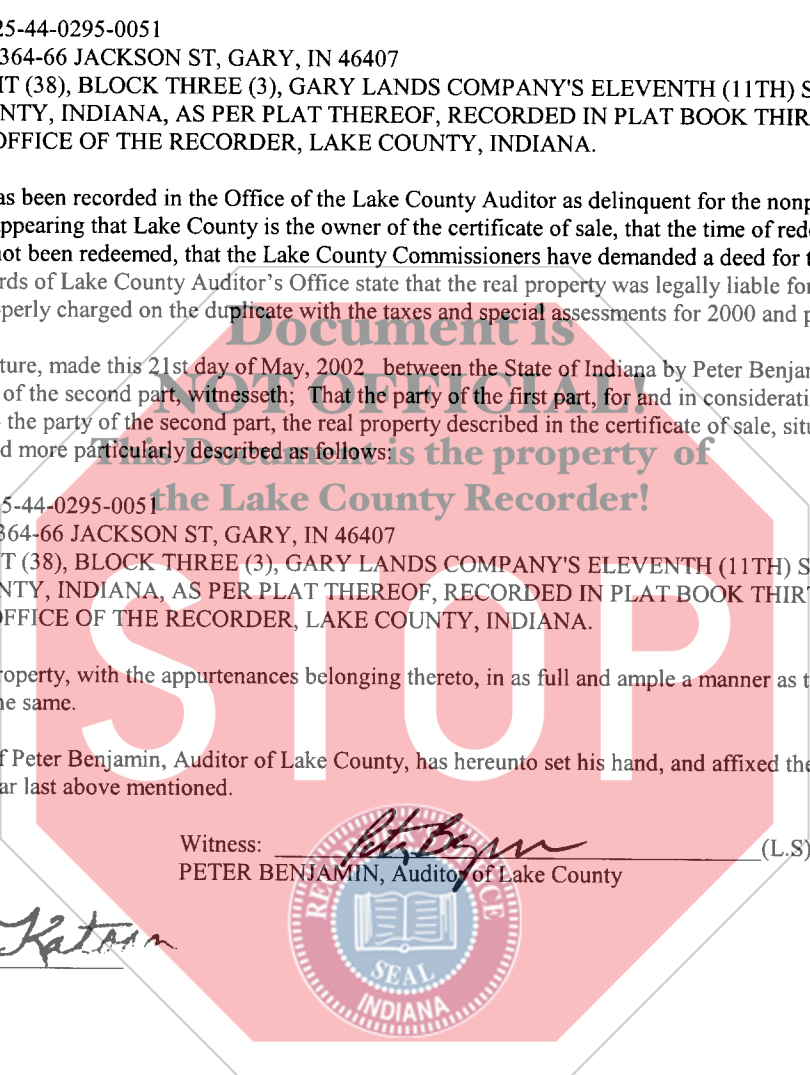 25-44-0295-0051
364-66 JACKSON ST, GARY, IN 46407
IT (38), BLOCK THREE (3), GARY LANDS COMPANY'S ELEVENTH (11TH) S
NTY, INDIANA, AS PER PLAT THEREOF, RECORDED IN PLAT BOOK THIR
OFFICE OF THE RECORDER, LAKE COUNTY, INDIANA.
as been recorded in the Office of the Lake County Auditor as delinquent for the nonp
ppearing that Lake County is the owner of the certificate of sale, that the time of red
not been redeemed, that the Lake County Commissioners have demanded a deed for t
rds of Lake County Auditor's Office state that the real property was legally liable for
perly charged on the duplicate with the taxes and special assessments for 2000 and p
Document is
ture, made this 21st day of May, 2002 between the State of Indiana by Peter Benjar
NOT OFFICIAL!
of the second part, witnesseth; That the party of the first part, for and in considerati
the party of the second part, the real property described in the certificate of sale, situ
d more particularly described as follows:
This Document is the property of
the Lake County Recorder!
5-44-0295-0051
364-66 JACKSON ST, GARY, IN 46407
T (38), BLOCK THREE (3), GARY LANDS COMPANY'S ELEVENTH (11TH) S
NTY, INDIANA, AS PER PLAT THEREOF, RECORDED IN PLAT BOOK THIRT
OFFICE OF THE RECORDER, LAKE COUNTY, INDIANA.
STOP
roperty, with the appurtenances belonging thereto, in as full and ample a manner as t
he same.
f Peter Benjamin, Auditor of Lake County, has hereunto set his hand, and affixed the
ar last above mentioned.
Witness: (L.S)
PETER BENJAMIN, Auditor of Lake County
SEAL
INDIANA